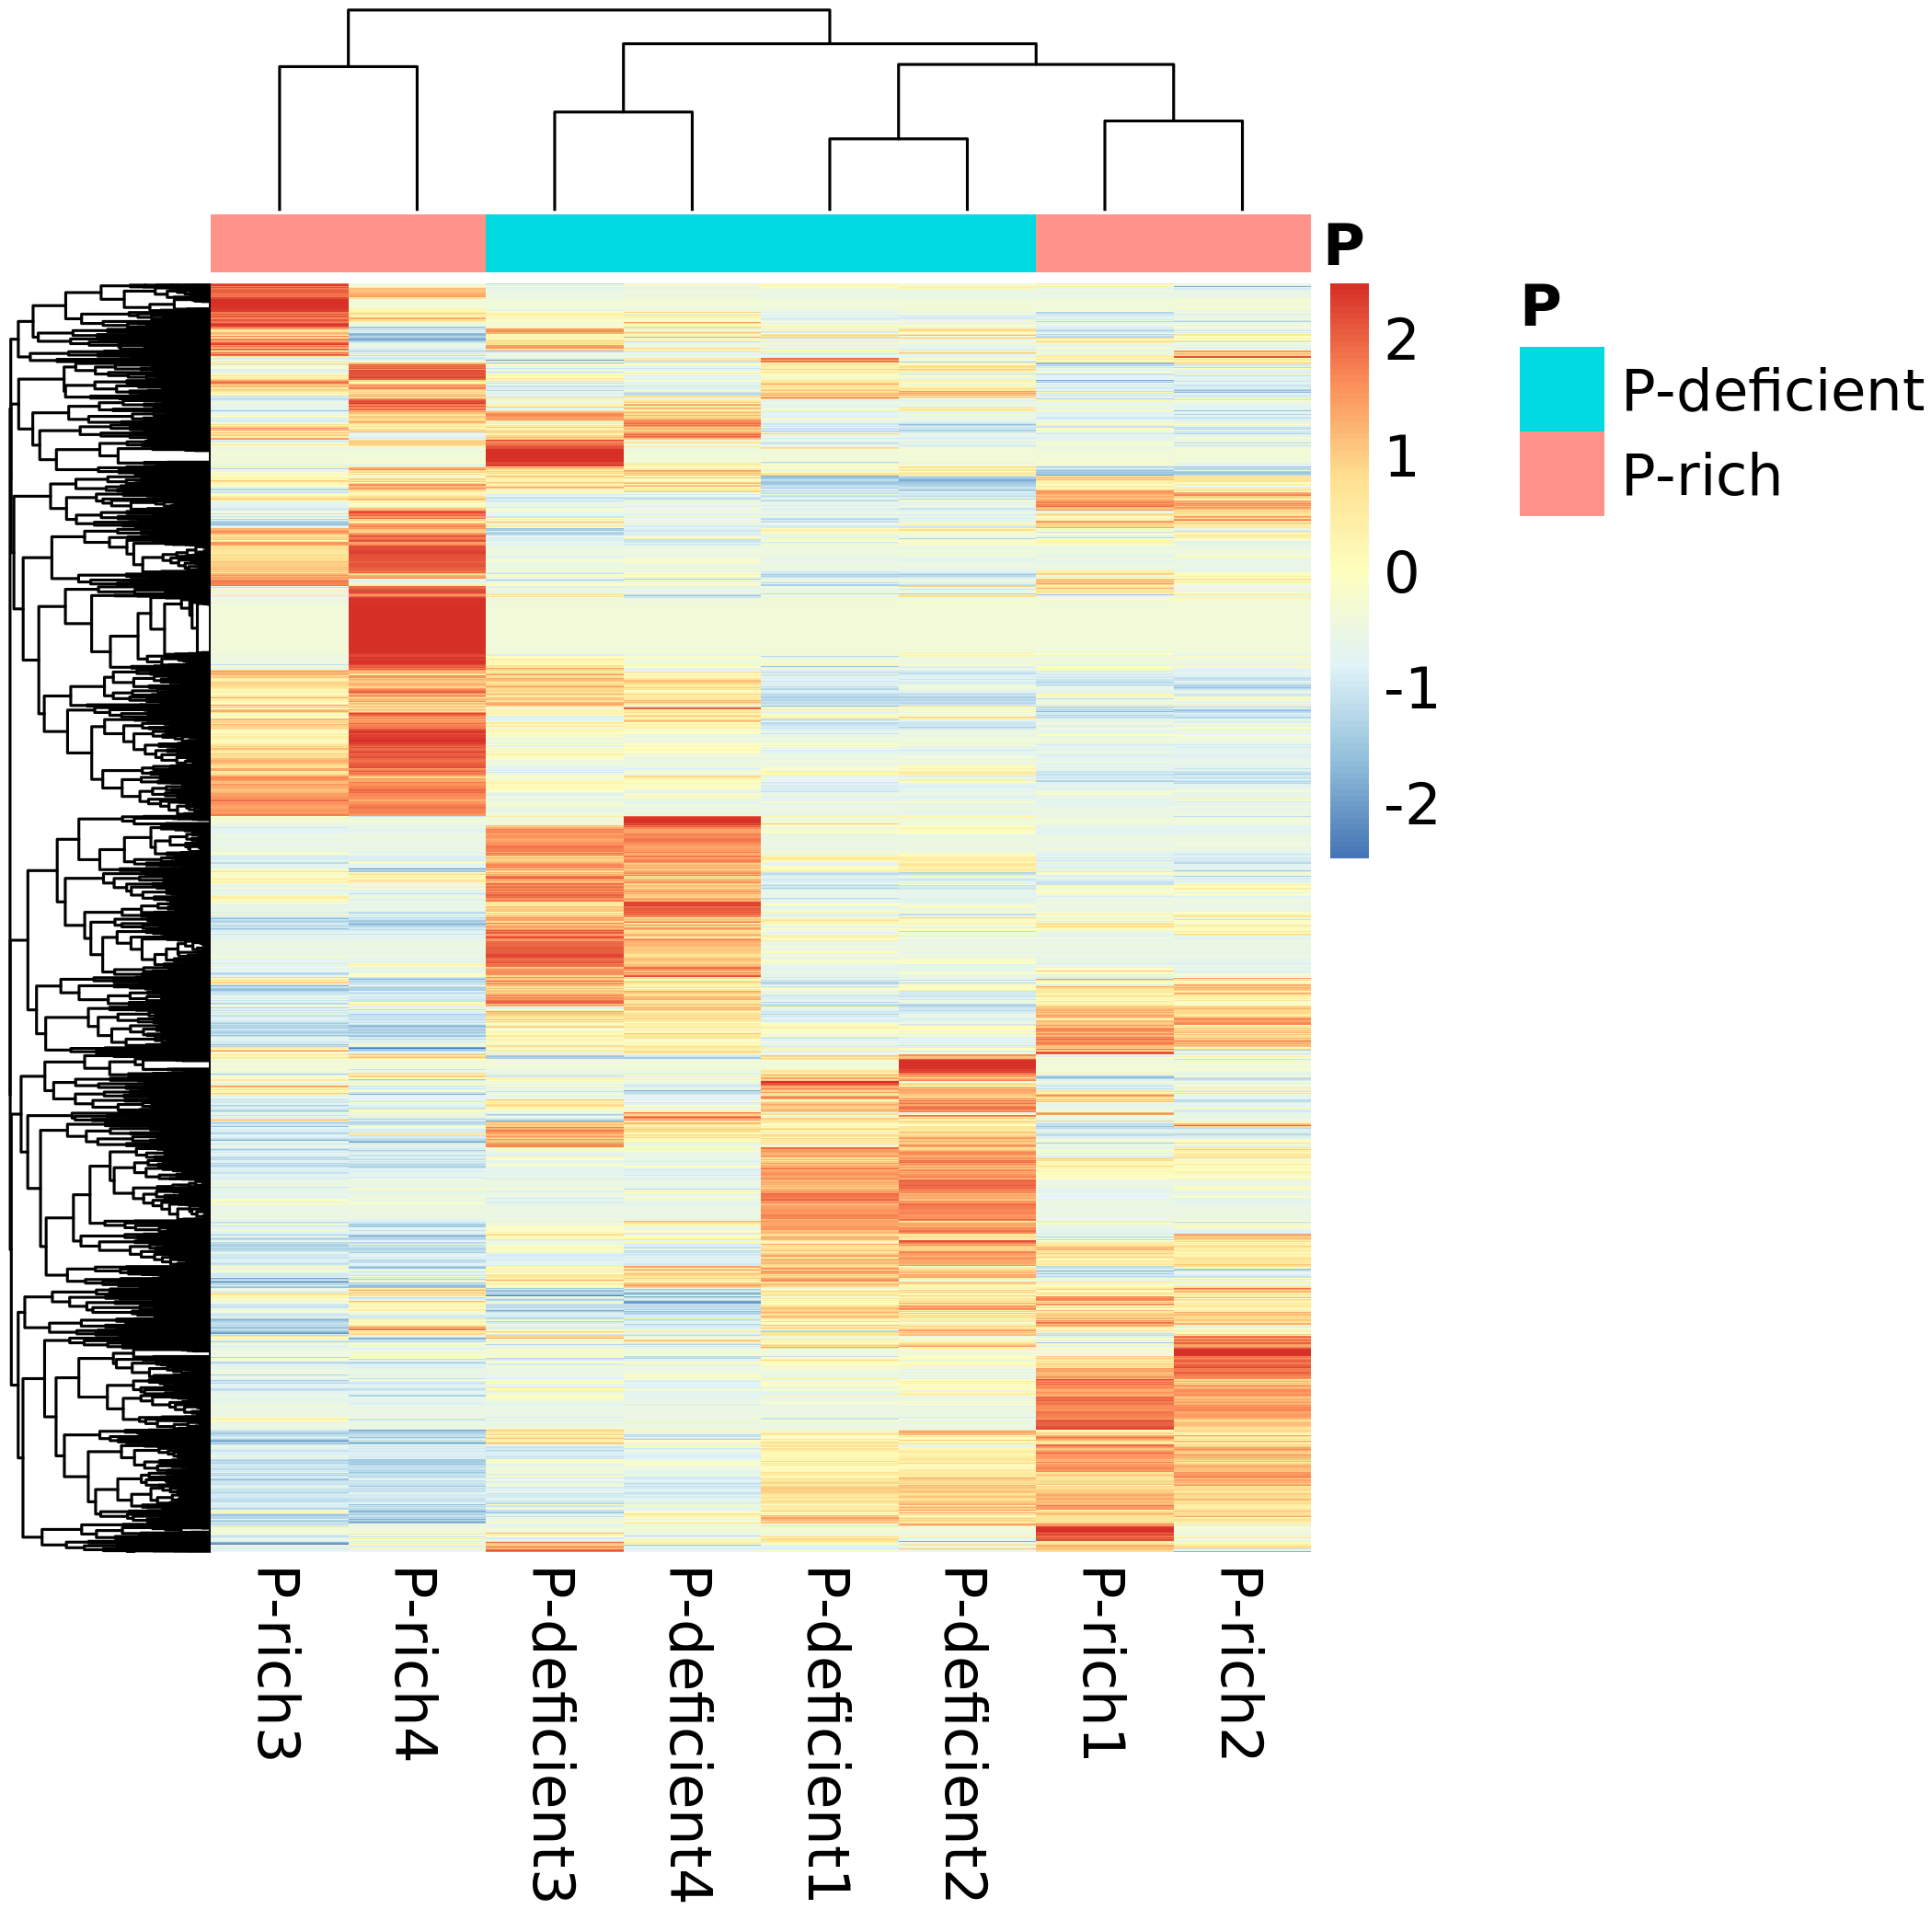 P
2
1
0
-1
-2
P
P-deficient
P-rich
P-rich3
P-rich4
P-deficient3
P-deficient4
P-deficient1
P-deficient2
P-rich1
P-rich2